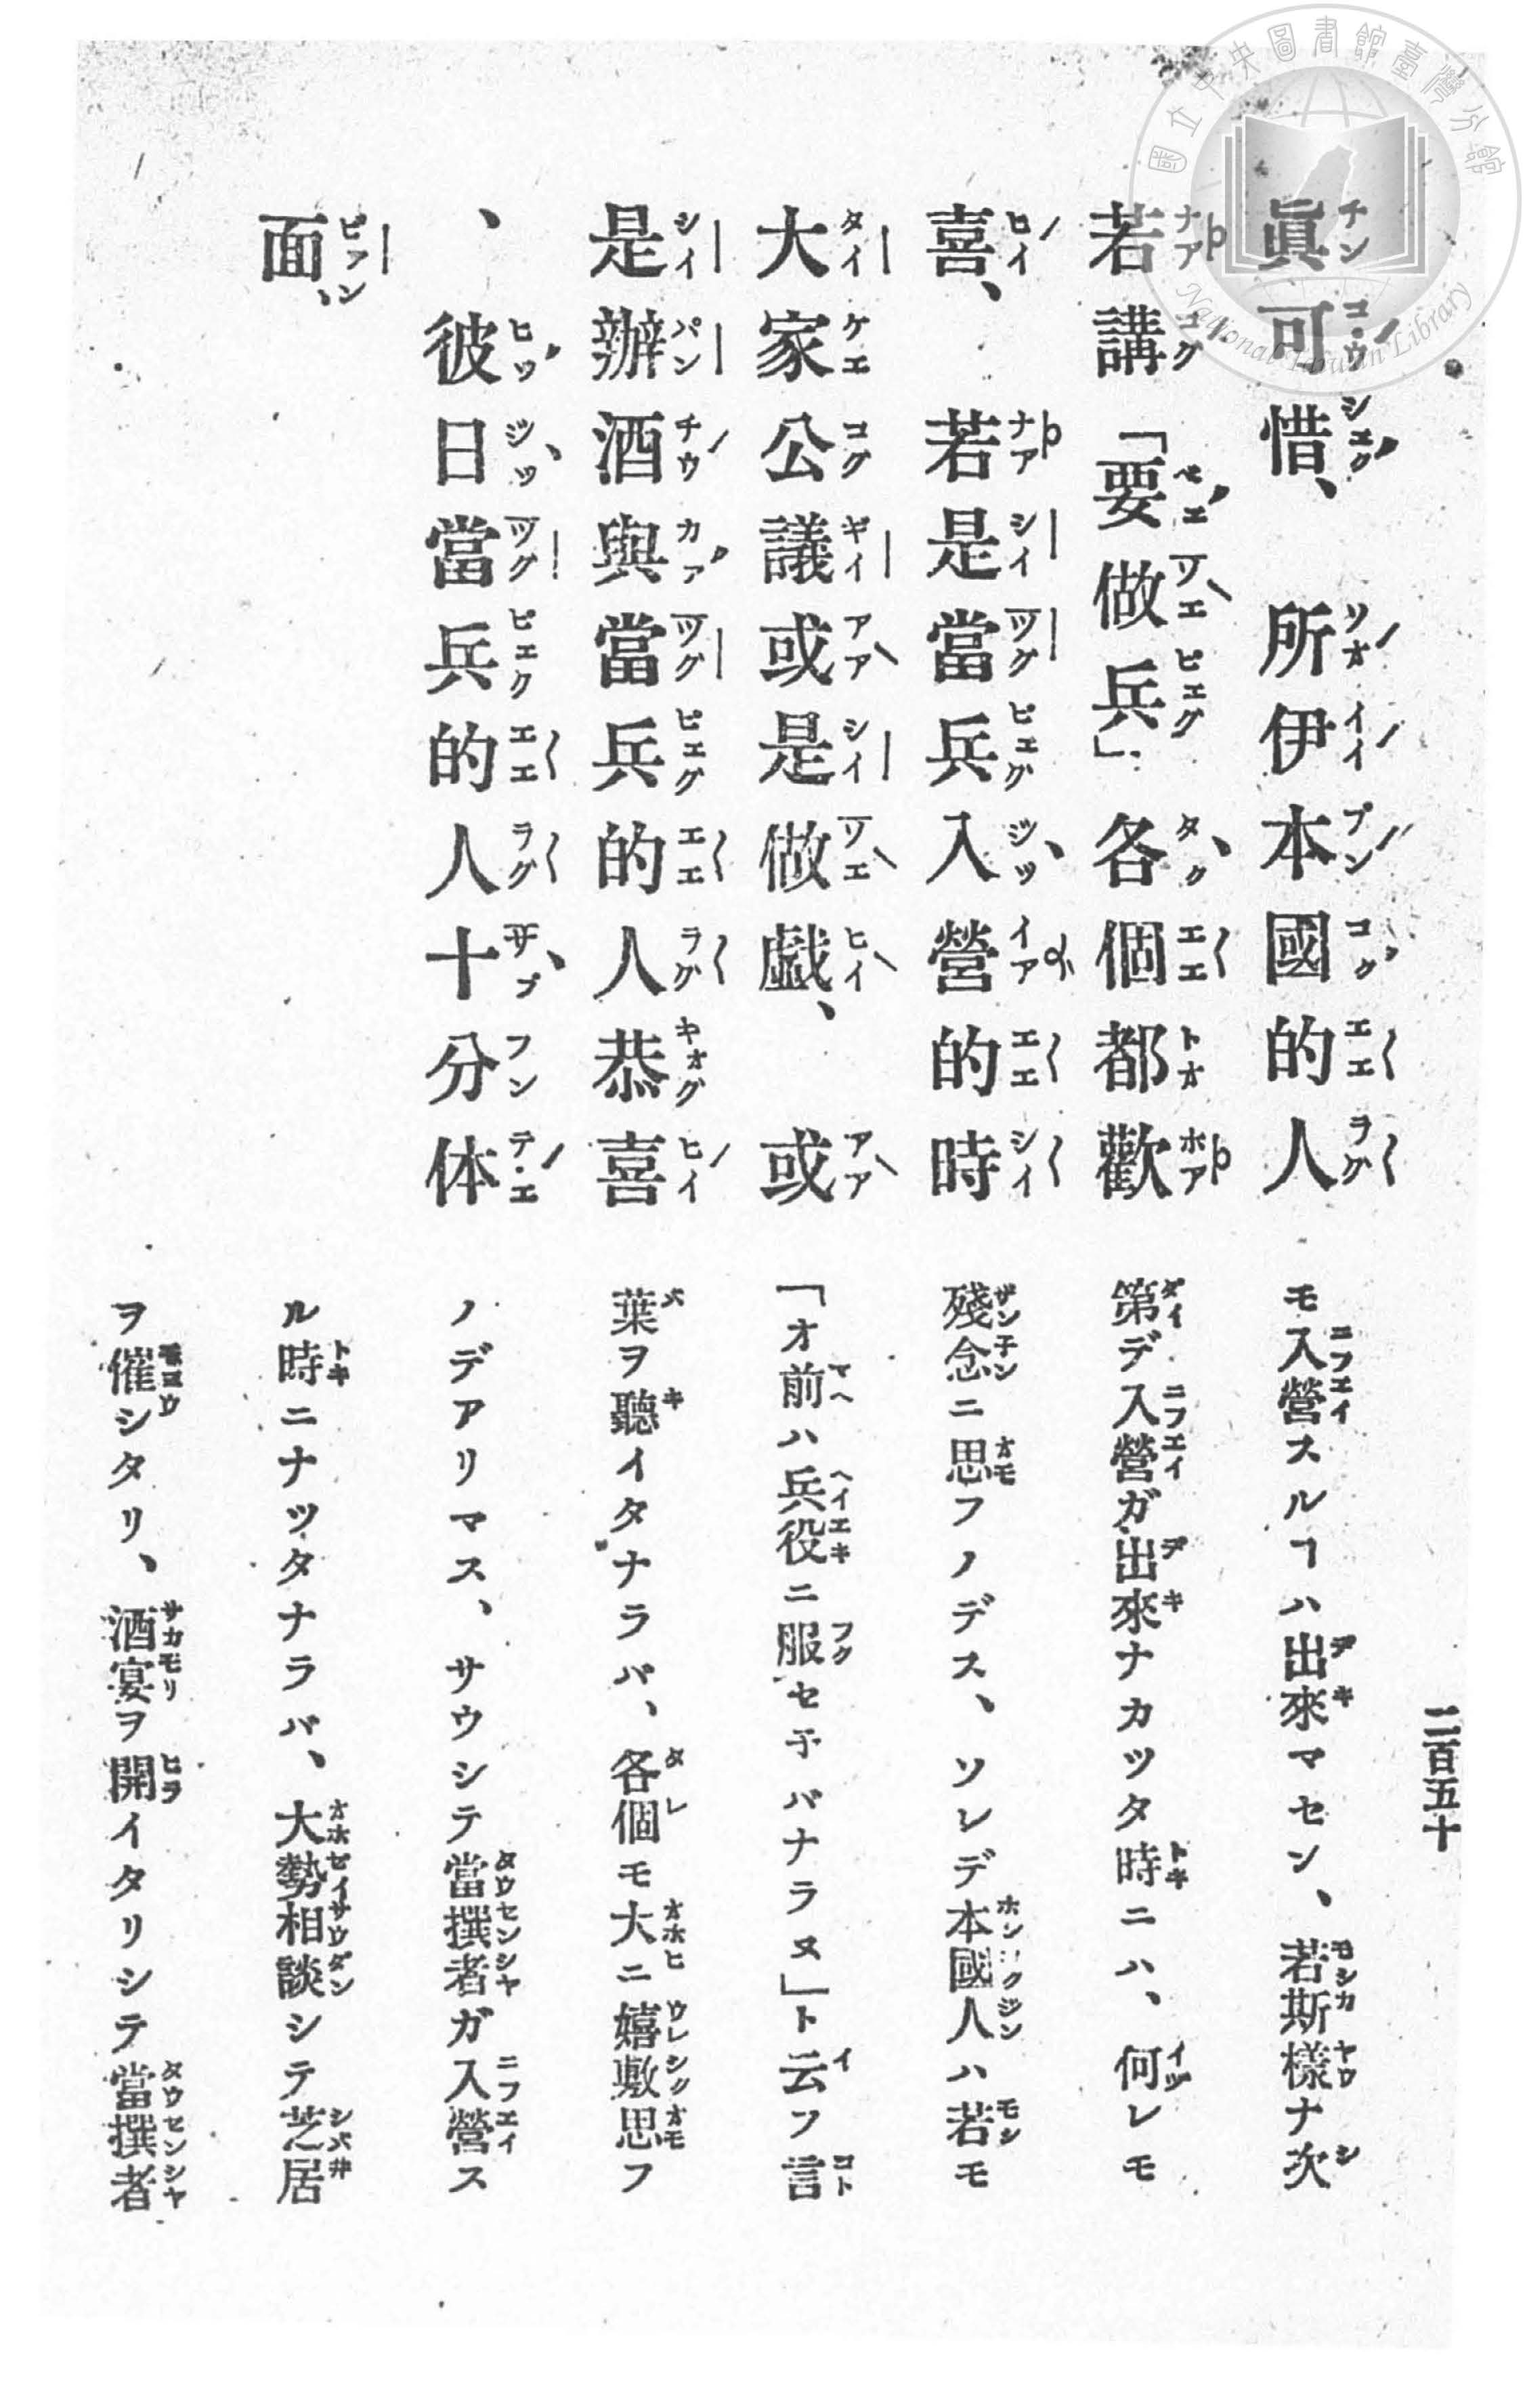 國立中央圖書館臺灣分館
National Taiwan Library
二百五十
眞可惜、所伊本國的人
若講「要做兵」各個都歡
喜、若是當兵入營的時
大家公議或是做戲、或
是辦酒與當兵的人恭喜
、彼日當兵的人十分体
面、
モ入營スルヿハ出來マセン、若斯樣ナ次
第デ入營ガ出來ナカツタ時ニハ、何レモ
殘念ニ思フノデス、ソレデ本國人ハ若モ
「オ前ハ兵役ニ服セ子バナラヌ」ト云フ言
葉ヲ聽イタナラバ、各個モ大ニ嬉敷思フ
ノデアリマス、サウシテ當撰者ガ入營ス
ル時ニナツタナラバ、大勢相談シテ芝居
ヲ催シタリ、酒宴ヲ開イタリシテ當撰者